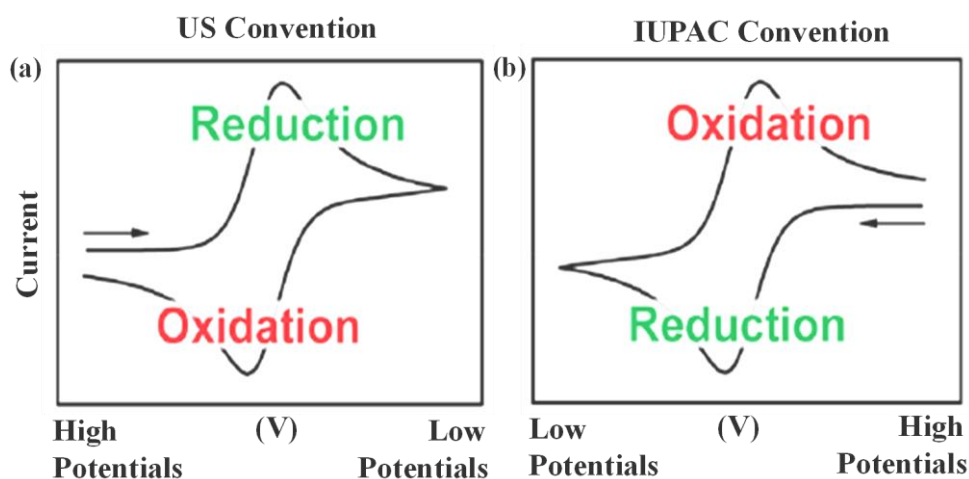 US Convention
IUPAC Convention
(a)
Reduction
Oxidation
Current
High
Potentials
(V)
Low
Potentials
(b)
Oxidation
Reduction
Low
Potentials
(V)
High
Potentials